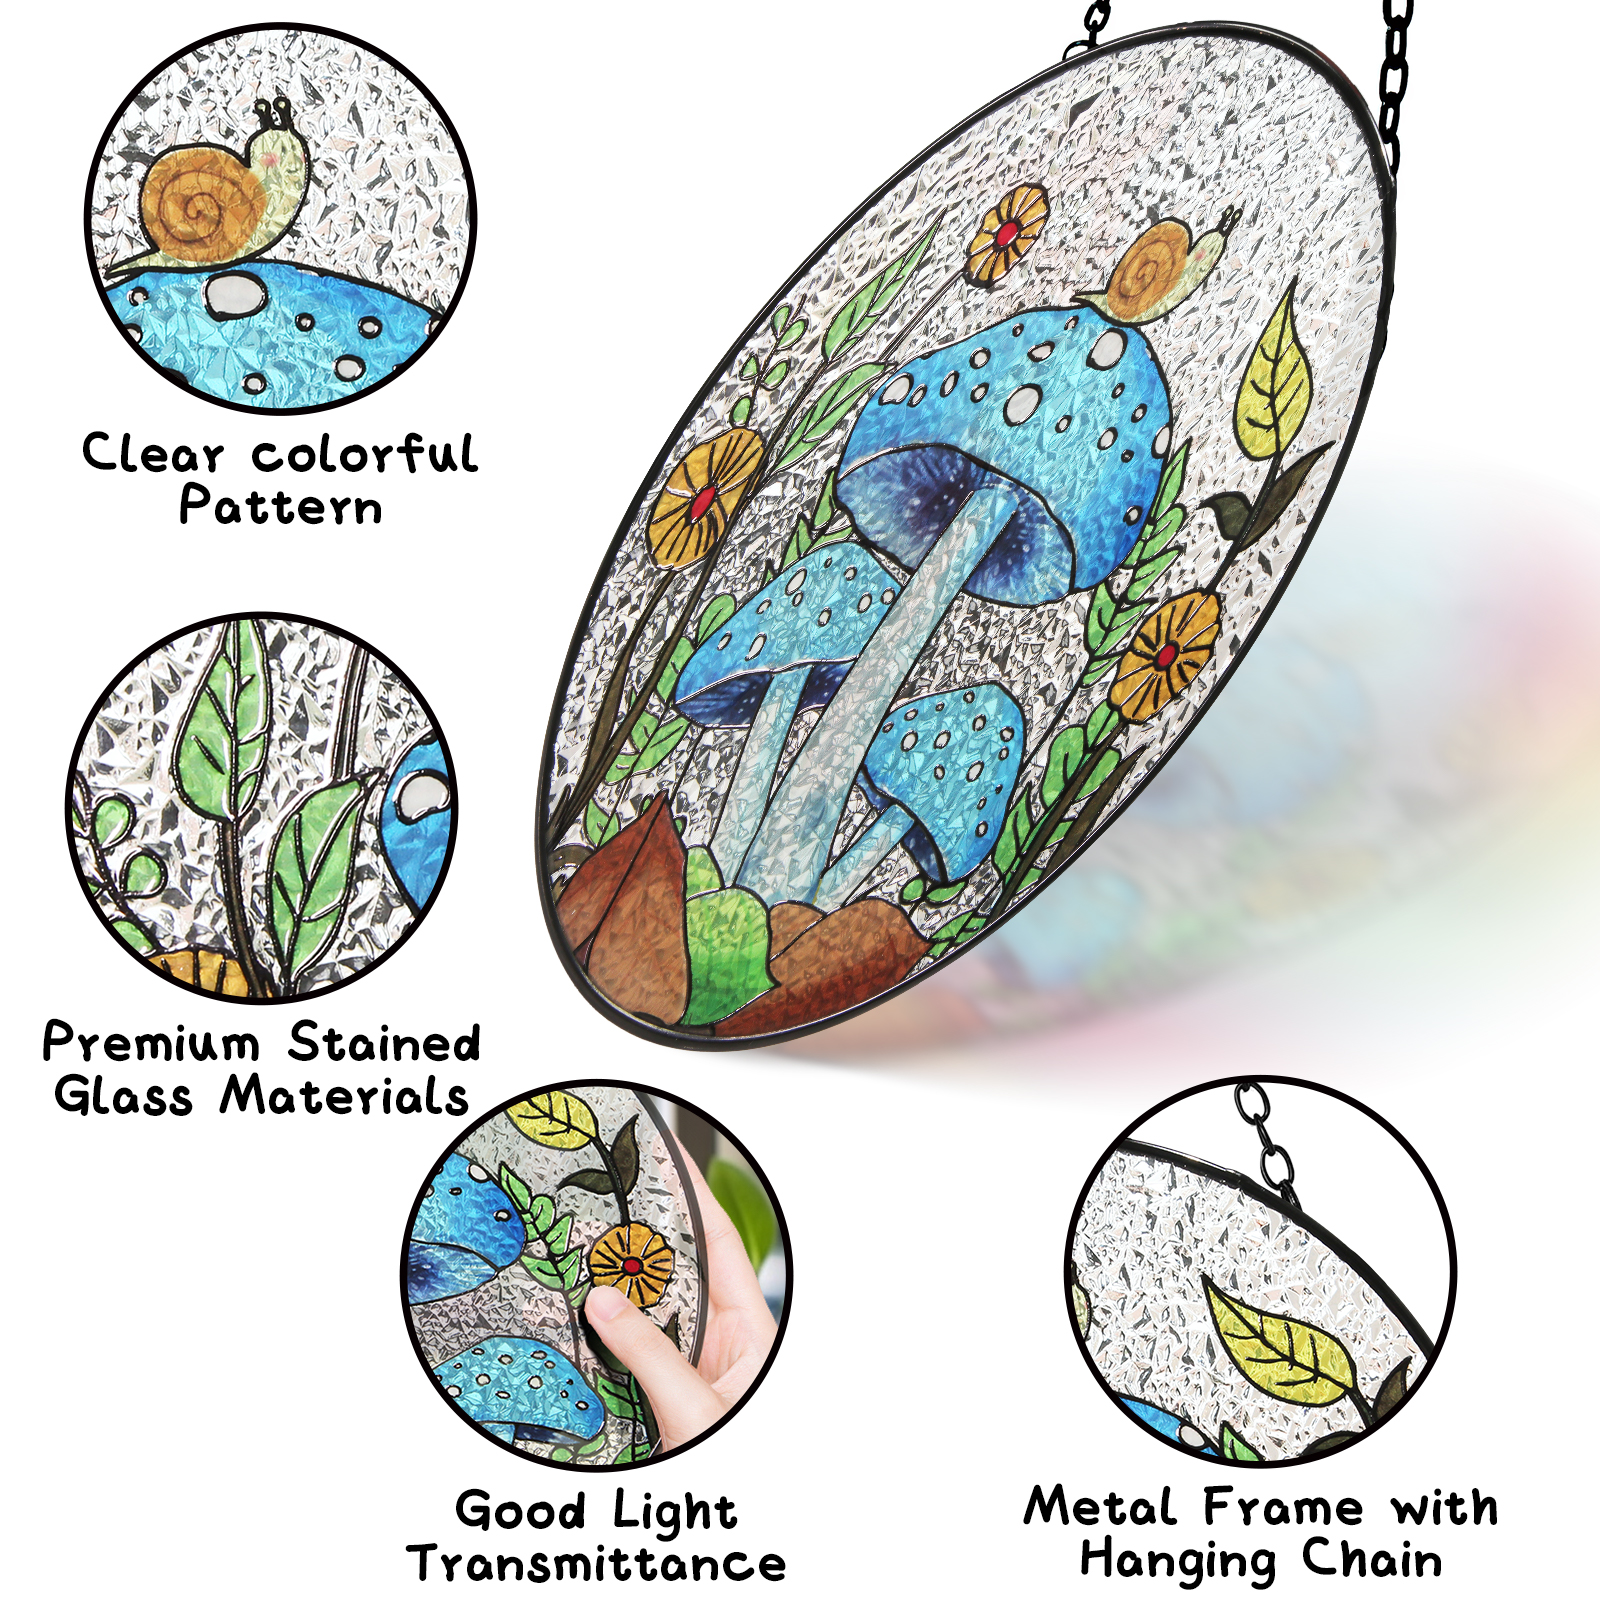 Clear colorful
Pattern
Premium Stained
Glass Materials
Good Light
Transmittance
Metal Frame with
Hanging Chain